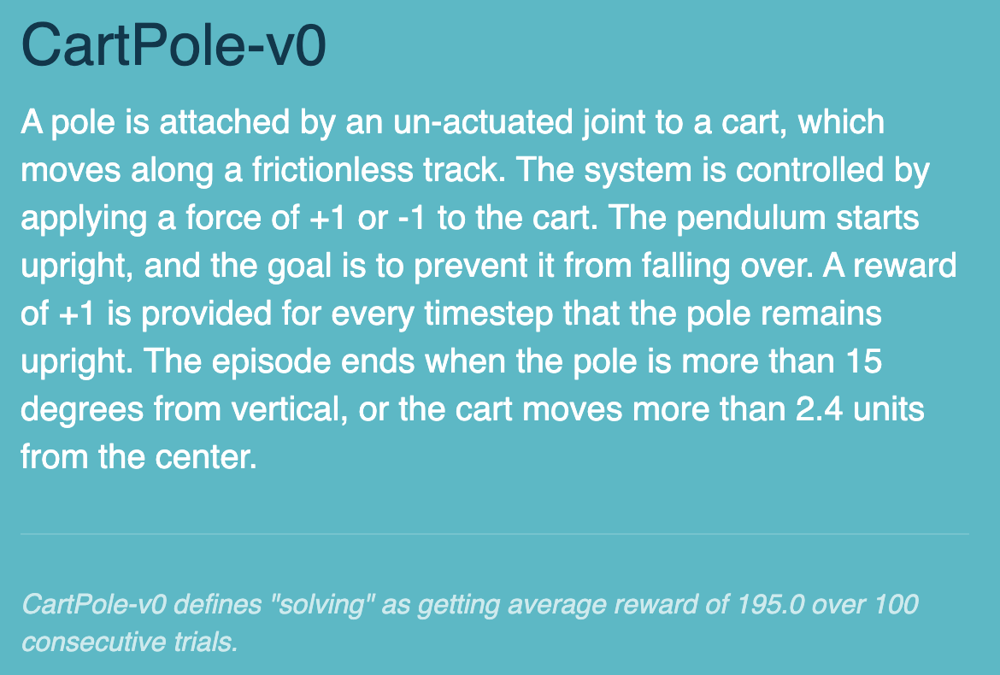 CartPole-v0
A pole is attached by an un-actuated joint to a cart, which
moves along a frictionless track. The system is controlled by
applying a force of +1 or -1 to the cart. The pendulum starts
upright, and the goal is to prevent it from falling over. A reward
of +1 is provided for every timestep that the pole remains
upright. The episode ends when the pole is more than 15
degrees from vertical, or the cart moves more than 2.4 units
from the center.
CartPole-v0 defines "solving" as getting average reward of 195.0 over 100
consecutive trials.